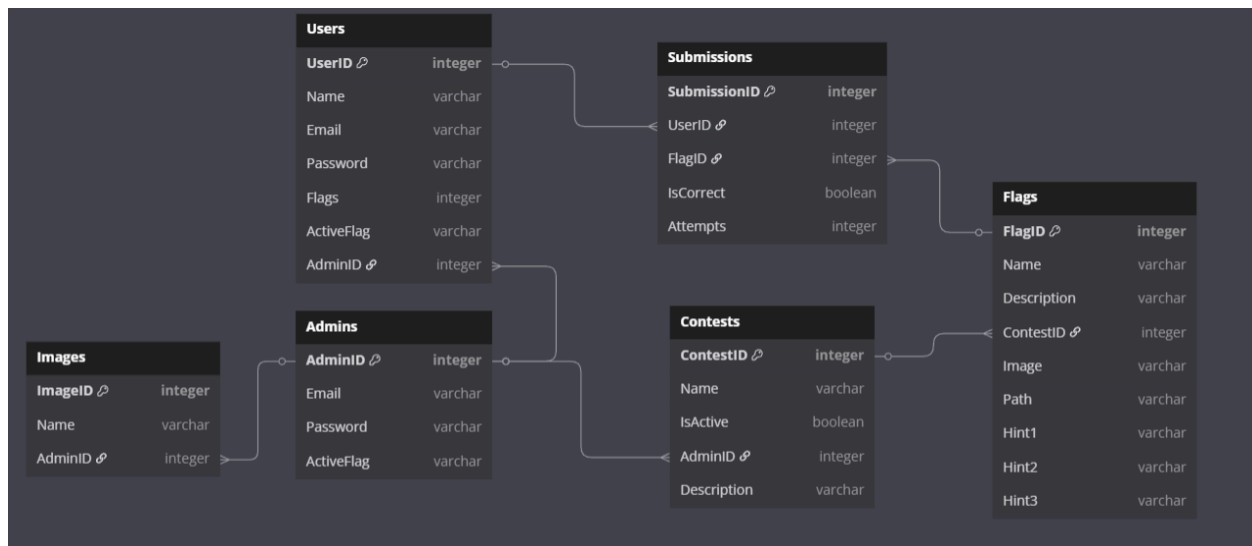 Users
UserID integer
Name varchar
Email varchar
Password varchar
Flags integer
ActiveFlag varchar
AdminID integer
Submissions
SubmissionID integer
UserID integer
FlagID integer
IsCorrect boolean
Attempts integer
Flags
FlagID integer
Name varchar
Description varchar
ContestID integer
Image varchar
Path varchar
Hint1 varchar
Hint2 varchar
Hint3 varchar
Images
ImageID integer
Name varchar
AdminID integer
Admins
AdminID integer
Email varchar
Password varchar
ActiveFlag varchar
Contests
ContestID integer
Name varchar
IsActive boolean
AdminID integer
Description varchar